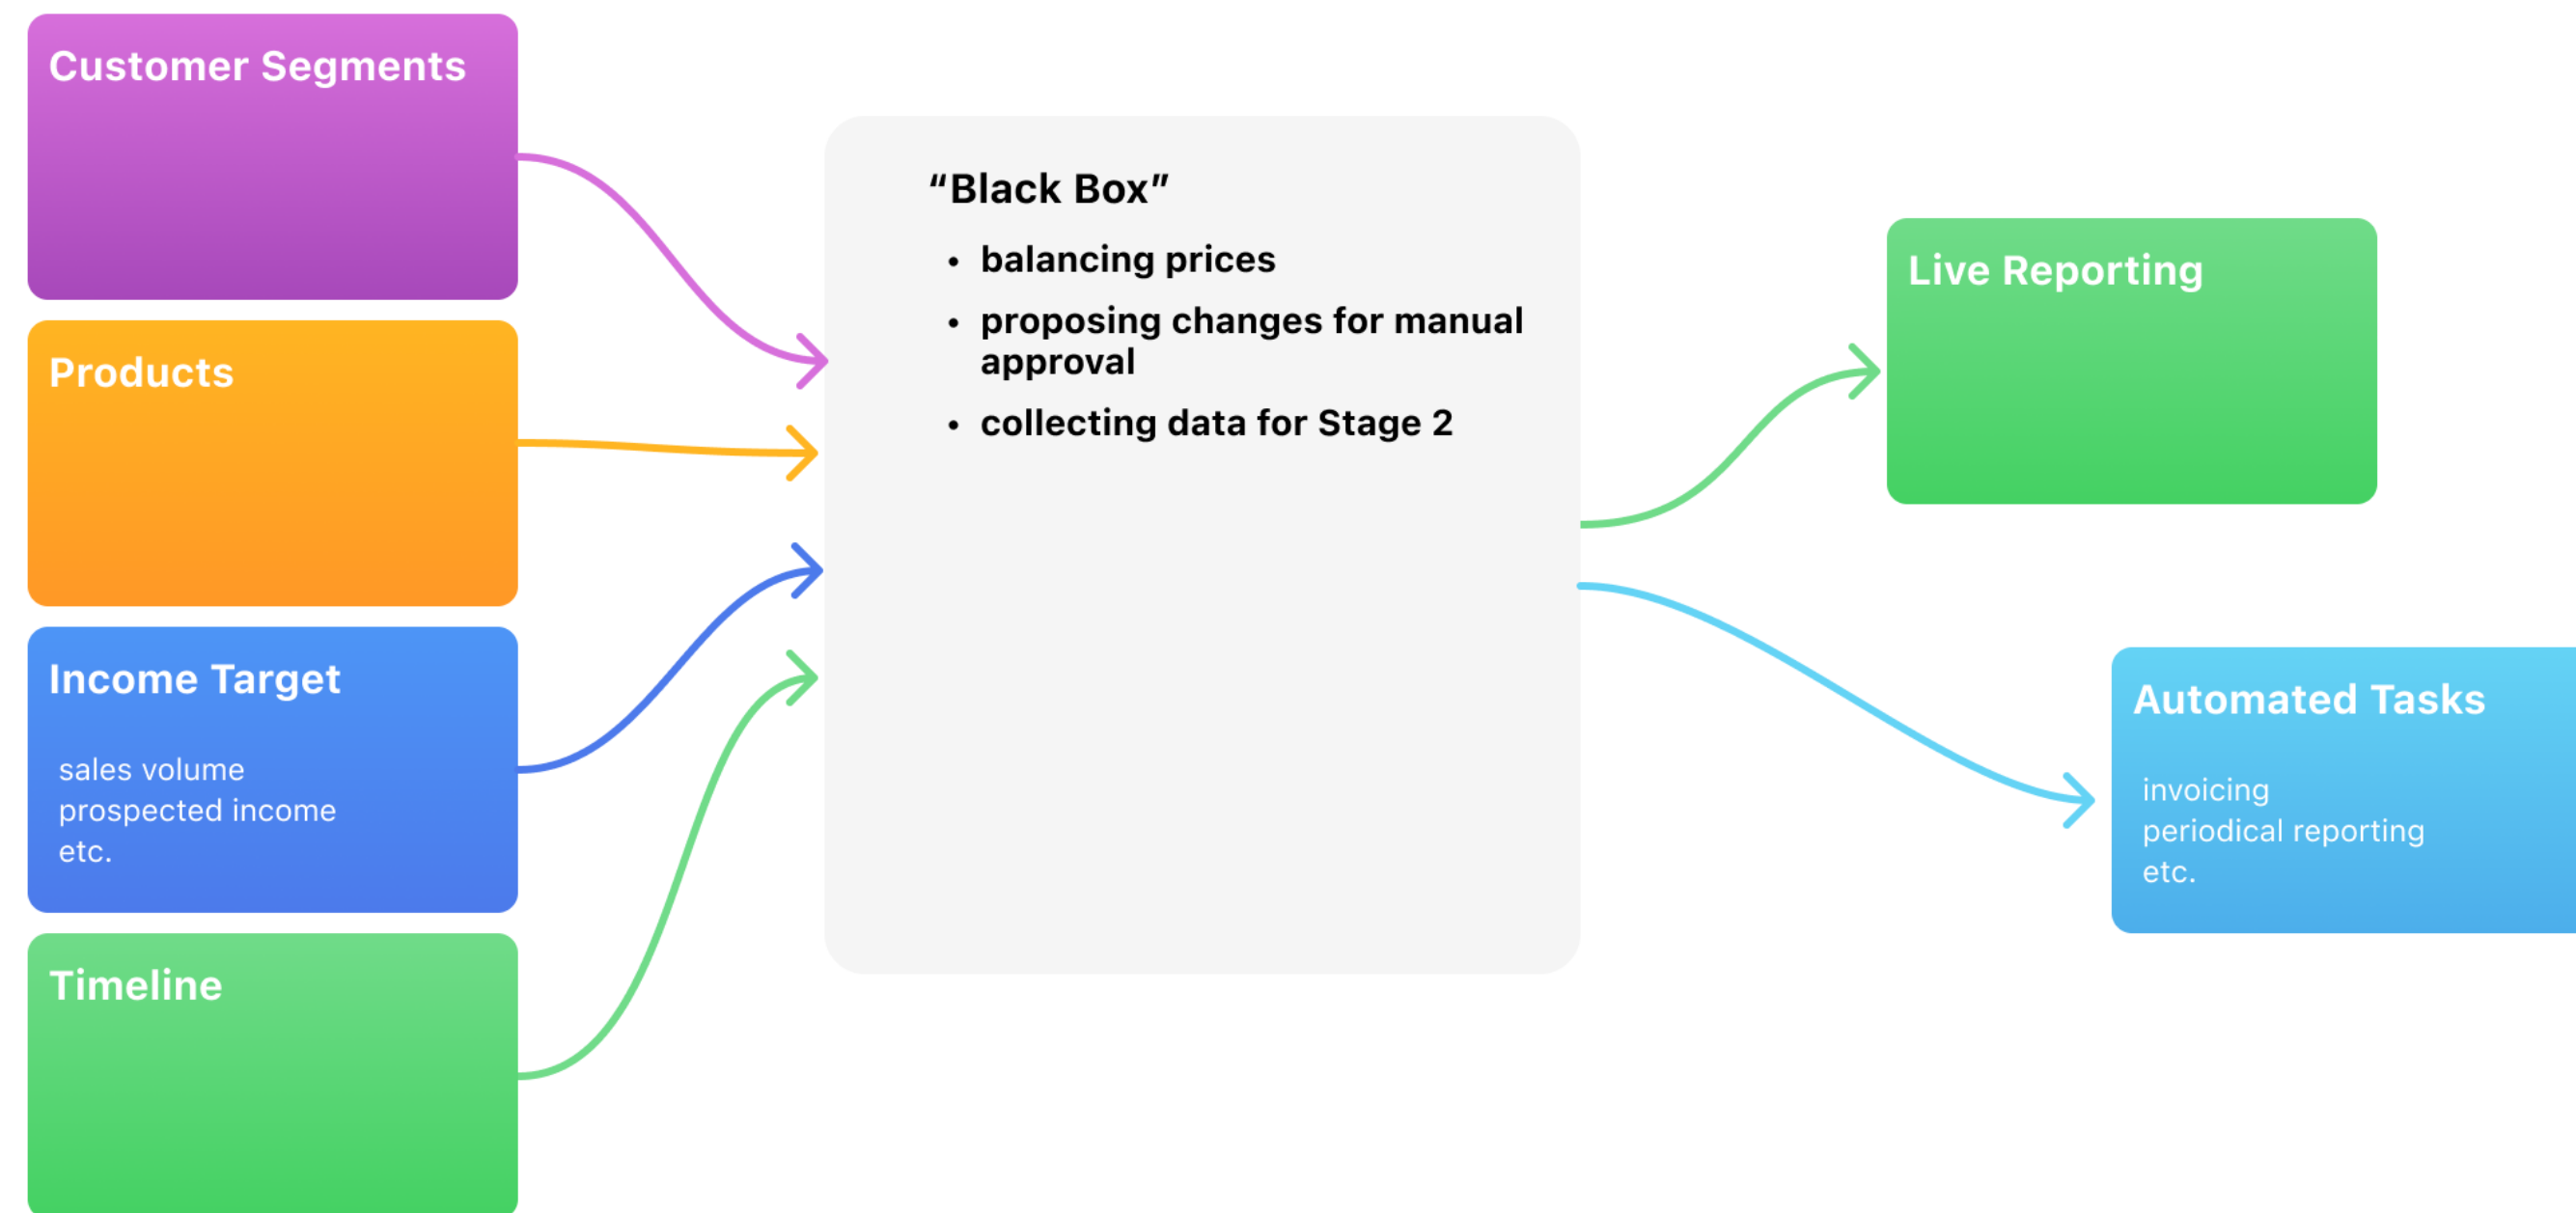 Customer Segments
Products
Income Target
sales volume
prospected income
etc.
Timeline
“Black Box”
• balancing prices
• proposing changes for manual
approval
• collecting data for Stage 2
Live Reporting
Automated Tasks
invoicing
periodical reporting
etc.